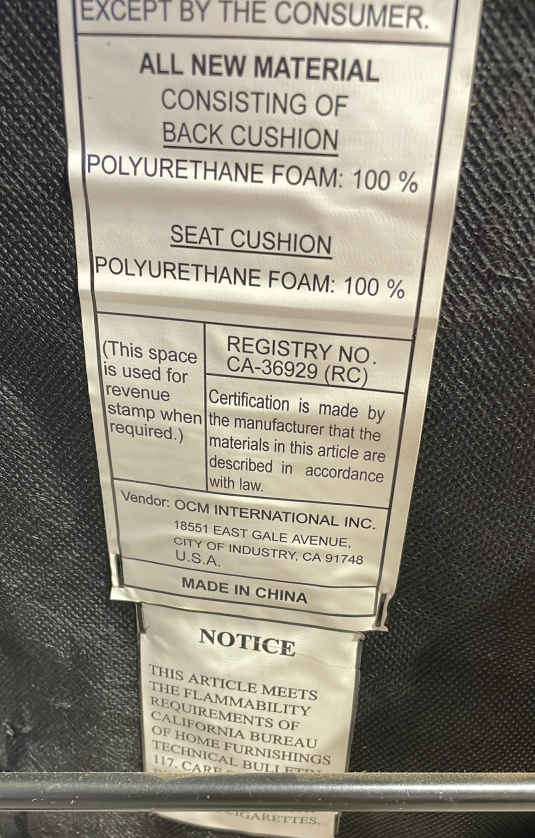 EXCEPT BY THE CONSUMER.
ALL NEW MATERIAL
CONSISTING OF
BACK CUSHION
POLYURETHANE FOAM: 100 %
SEAT CUSHION
POLYURETHANE FOAM: 100 %
(This space
is used for
revenue
stamp when
required.)
REGISTRY NO.
CA-36929 (RC)
Certification is made by
the manufacturer that the
materials in this article are
described in accordance
with law.
Vendor: OCM INTERNATIONAL INC.
18551 EAST GALE AVENUE,
CITY OF INDUSTRY, CA 91748
U.S.A.
MADE IN CHINA
NOTICE
THIS ARTICLE MEETS
THE FLAMMABILITY
REQUIREMENTS OF
CALIFORNIA BUREAU
OF HOME FURNISHINGS
TECHNICAL BULLETIN
117. CARE
CIGARETTES.